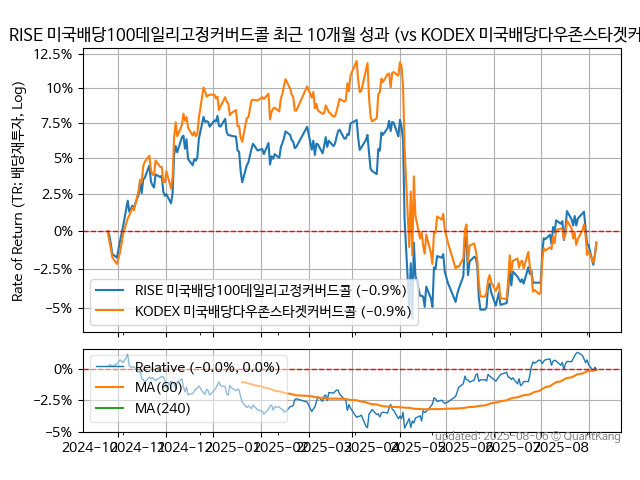 RISE 미국배당100데일리고정커버드콜 최근 10개월 성과 (vs KODEX 미국배당다우존스타겟커
Rate of Return (TR: 배당재투자, Log)
12.5%
10%
7.5%
5%
2.5%
0%
−2.5%
−5%
RISE 미국배당100데일리고정커버드콜 (−0.9%)
KODEX 미국배당다우존스타겟커버드콜 (−0.9%)
0%
−2.5%
−5%
Relative (−0.0%, 0.0%)
MA(60)
MA(240)
2024-10 2024-11 2024-12 2025-01 2025-02 2025-03 2025-04 2025-05 2025-06 2025-07 2025-08
updated: 2025-08-06 © QuantKang